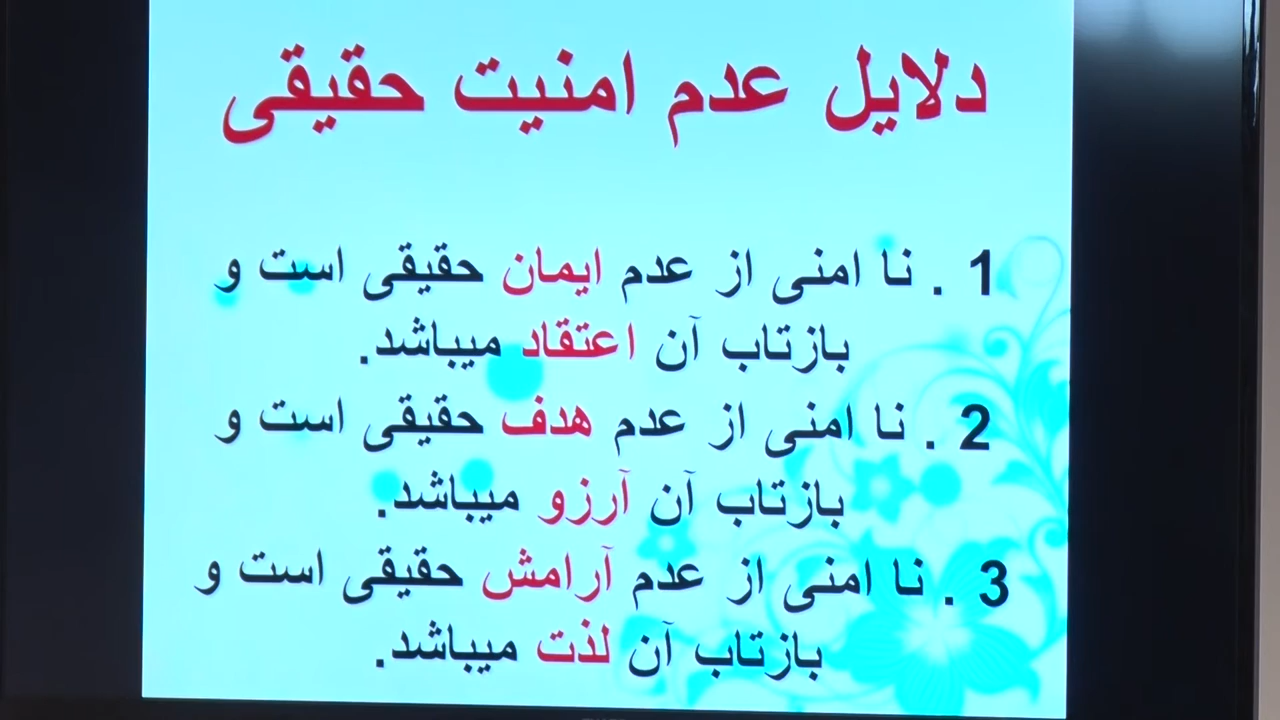 دلایل عدم امنیت حقیقی
1 . نا امنی از عدم ایمان حقیقی است و
بازتاب آن اعتقاد میباشد.
2 . نا امنی از عدم هدف حقیقی است و
بازتاب آن آرزو میباشد.
3 . نا امنی از عدم آرامش حقیقی است و
بازتاب آن لذت میباشد.